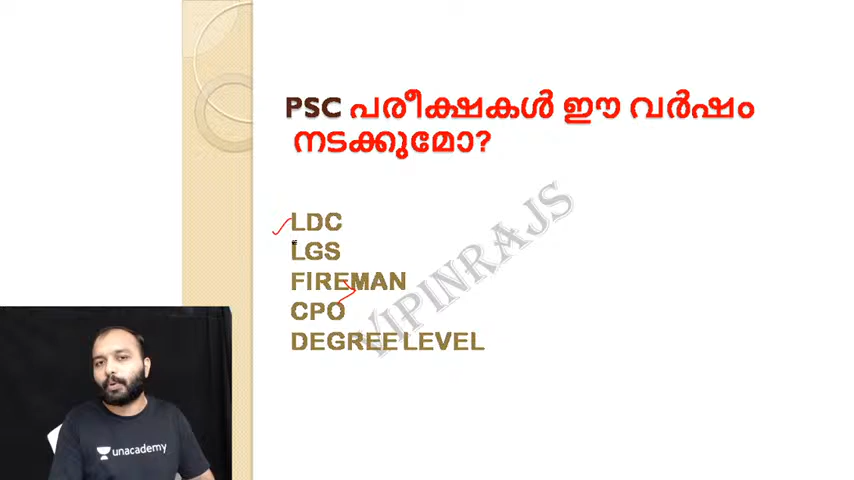 PSC പരീക്ഷകൾ ഈ വർഷം
നടക്കുമോ?
LDC
LGS
FIREMAN
CPO
DEGREE LEVEL
VIPINRAJS
unacademy